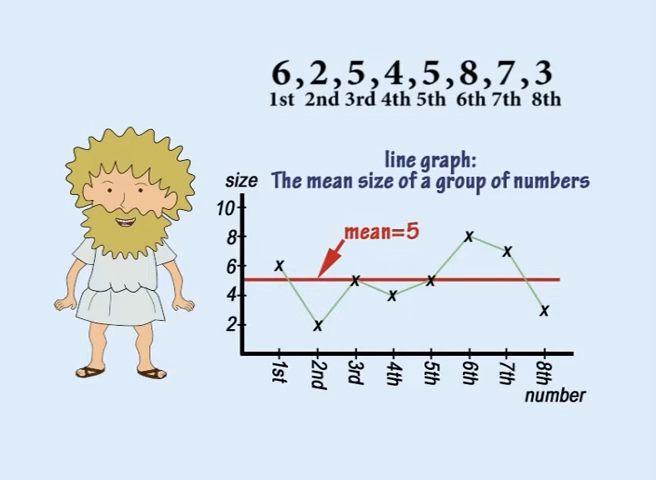 6,2,5,4,5,8,7,3
1st 2nd 3rd 4th 5th 6th 7th 8th
line graph:
The mean size of a group of numbers
size
10
8
6
4
2
mean=5
1st 2nd 3rd 4th 5th 6th 7th 8th
number